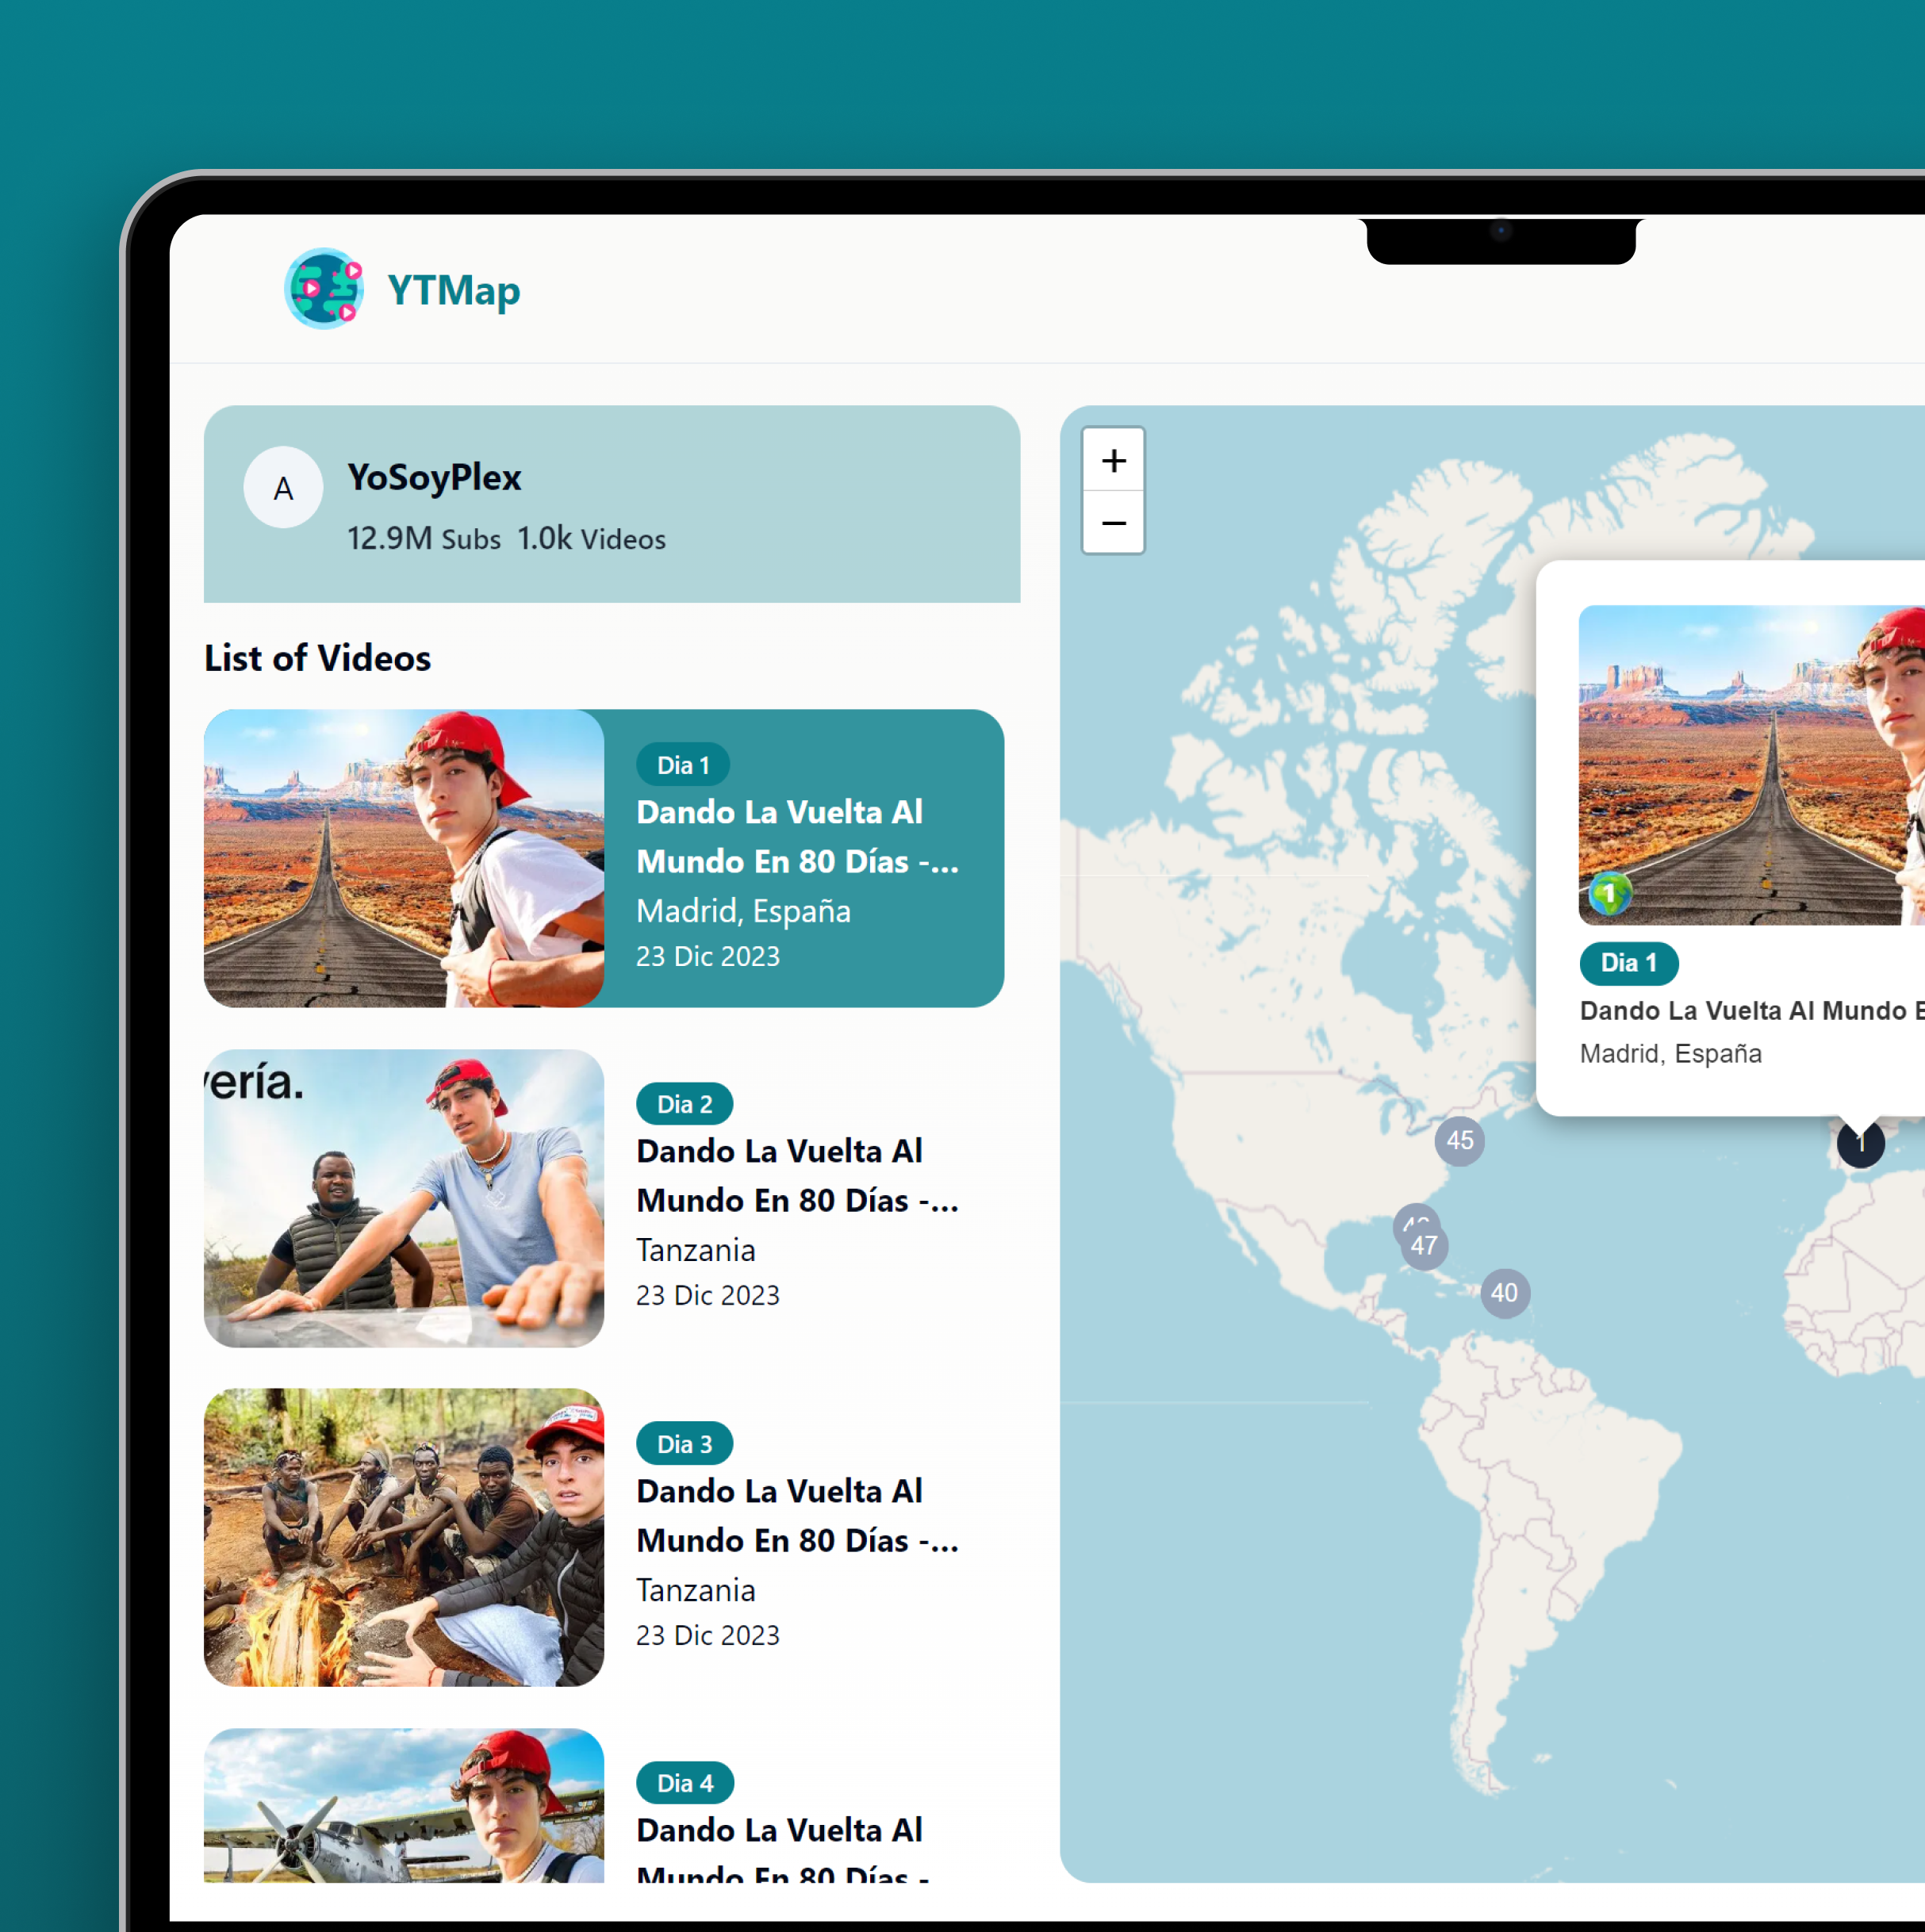 YTMap
A
YoSoyPlex
12.9M Subs 1.0k Videos
List of Videos
Dia 1
Dando La Vuelta Al
Mundo En 80 Días -...
Madrid, España
23 Dic 2023
vería.
Dia 2
Dando La Vuelta Al
Mundo En 80 Días -...
Tanzania
23 Dic 2023
Dia 3
Dando La Vuelta Al
Mundo En 80 Días -...
Tanzania
23 Dic 2023
Dia 4
Dando La Vuelta Al
Mundo En 80 Días -
+
−
1
Dia 1
Dando La Vuelta Al Mundo E
Madrid, España
1
45
47
40